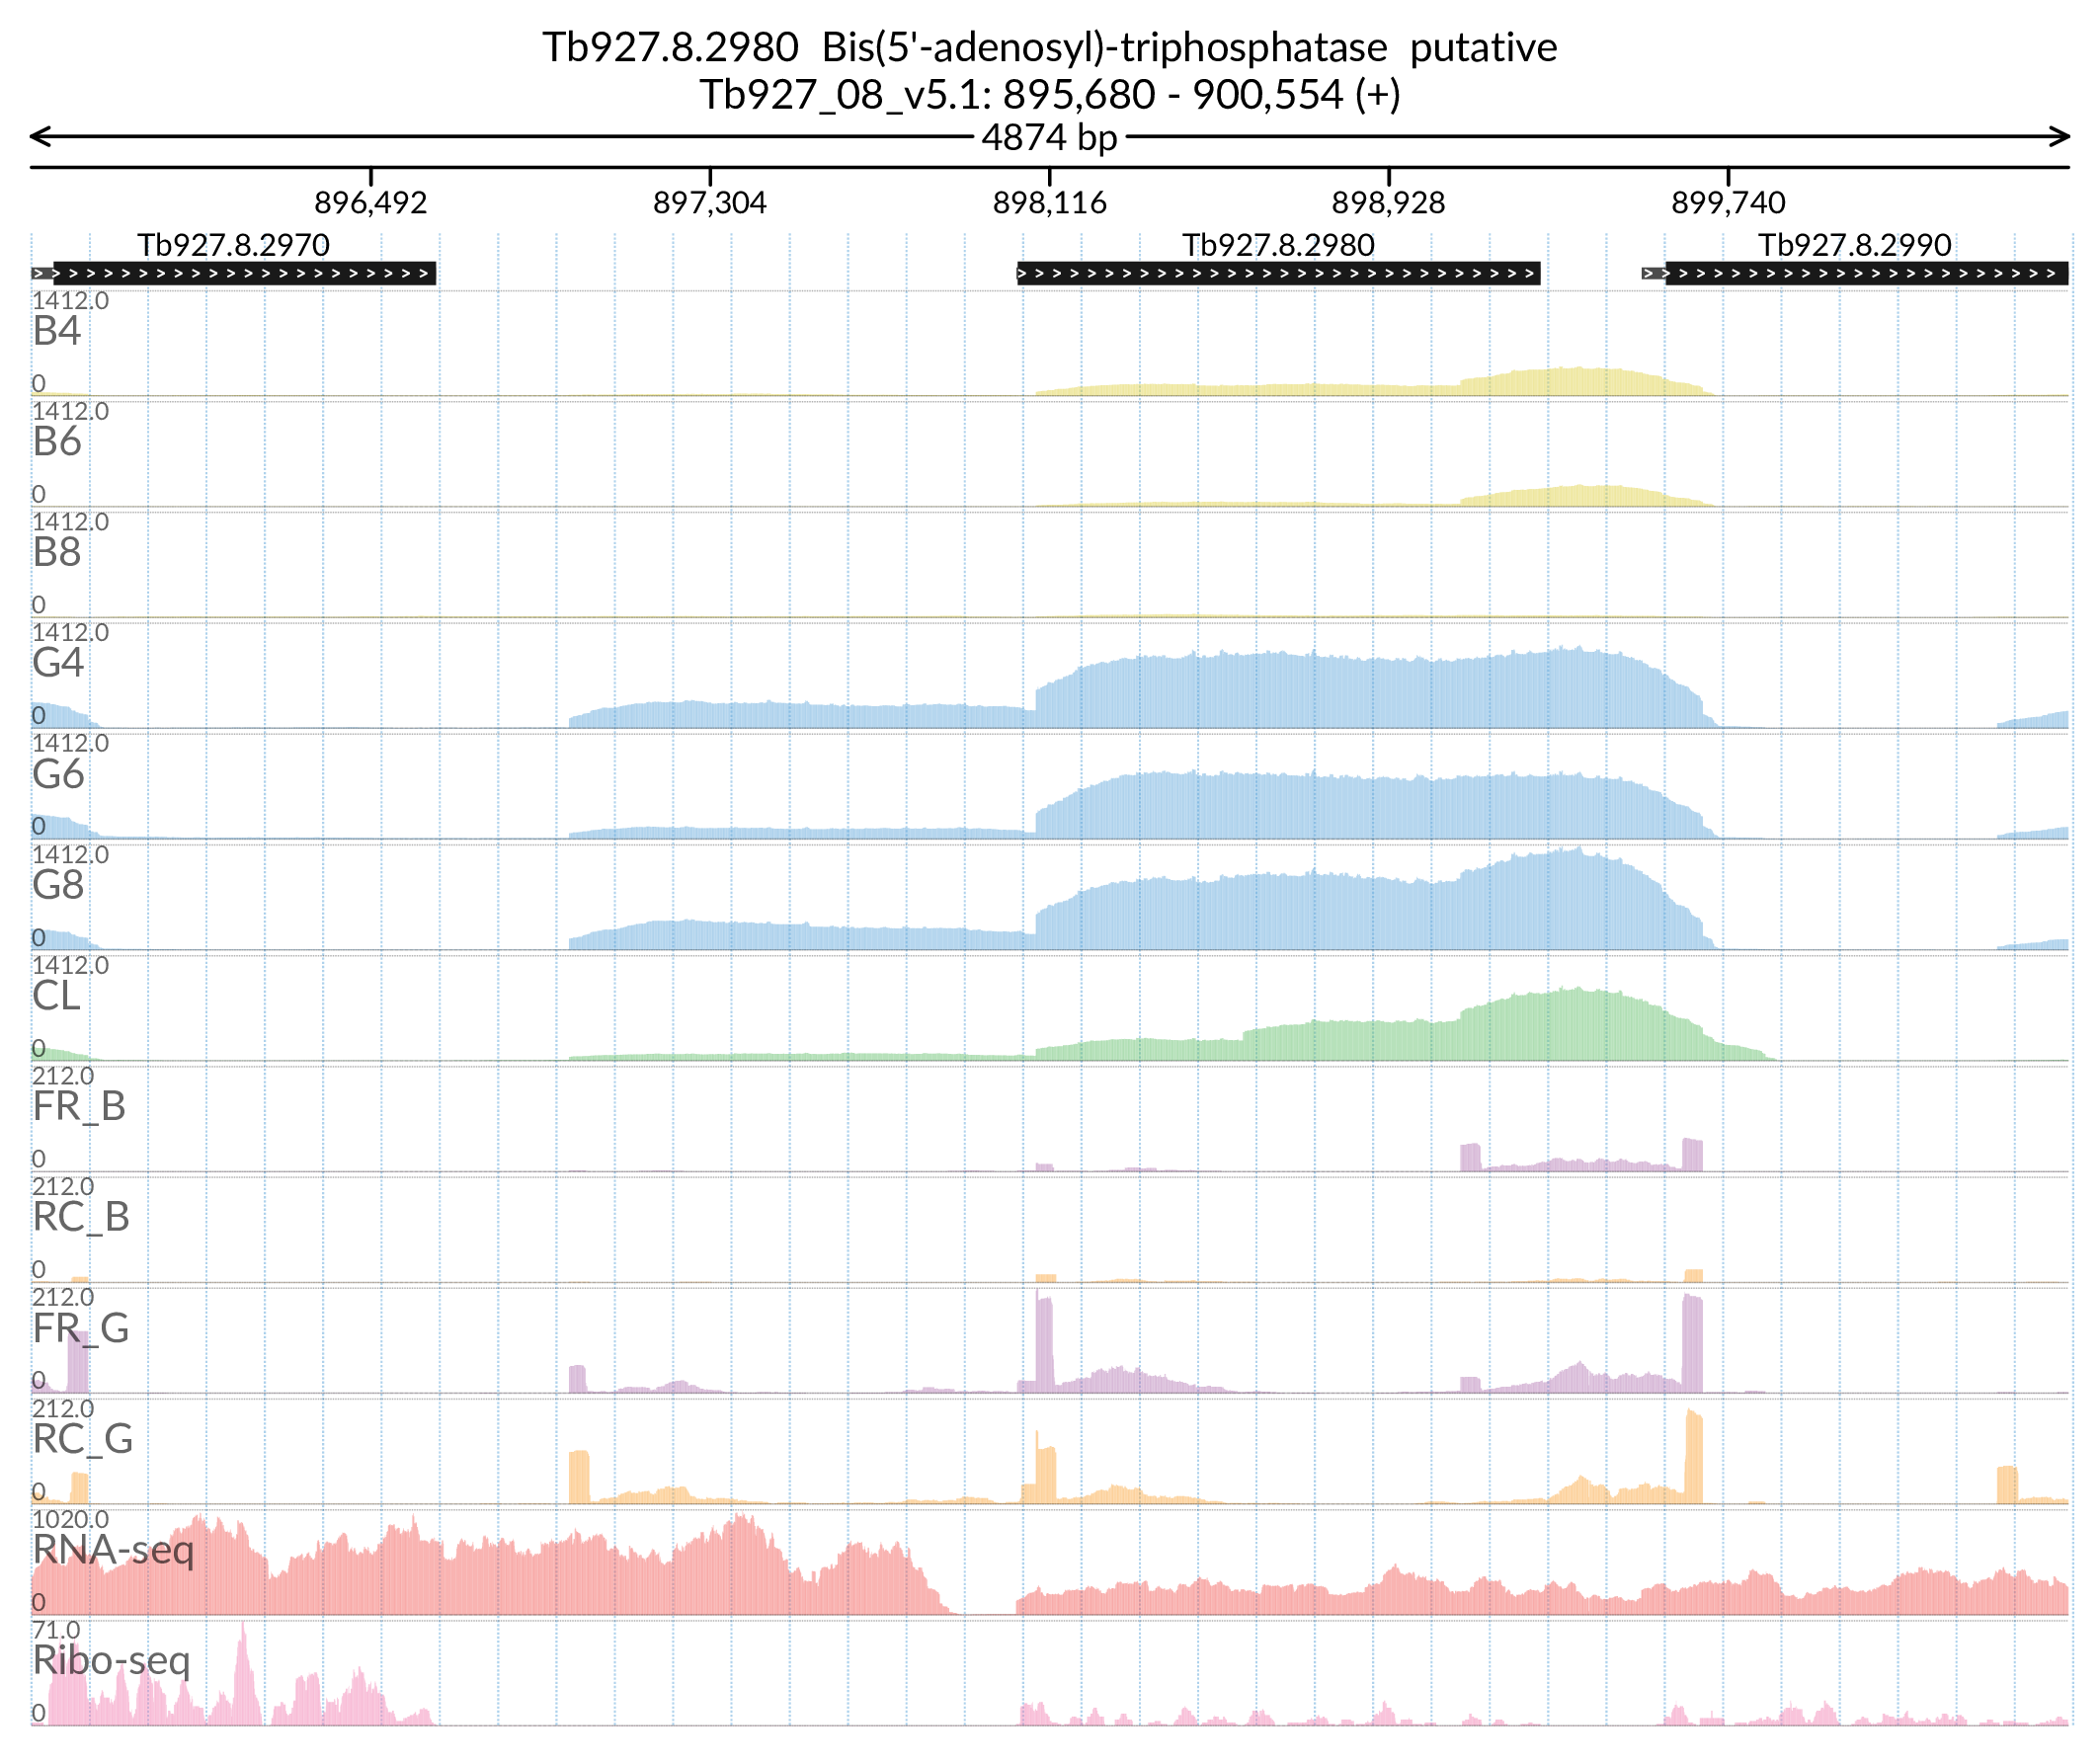 Tb927.8.2980 Bis(5'-adenosyl)-triphosphatase putative
Tb927_08_v5.1: 895,680 - 900,554 (+)
4874 bp
896,492 897,304 898,116 898,928 899,740
Tb927.8.2970 Tb927.8.2980 Tb927.8.2990
1412.0
B4
0
1412.0
B6
0
1412.0
B8
0
1412.0
G4
0
1412.0
G6
0
1412.0
G8
0
1412.0
CL
0
212.0
FR_B
0
212.0
RC_B
0
212.0
FR_G
0
212.0
RC_G
0
1020.0
RNA-seq
0
71.0
Ribo-seq
0